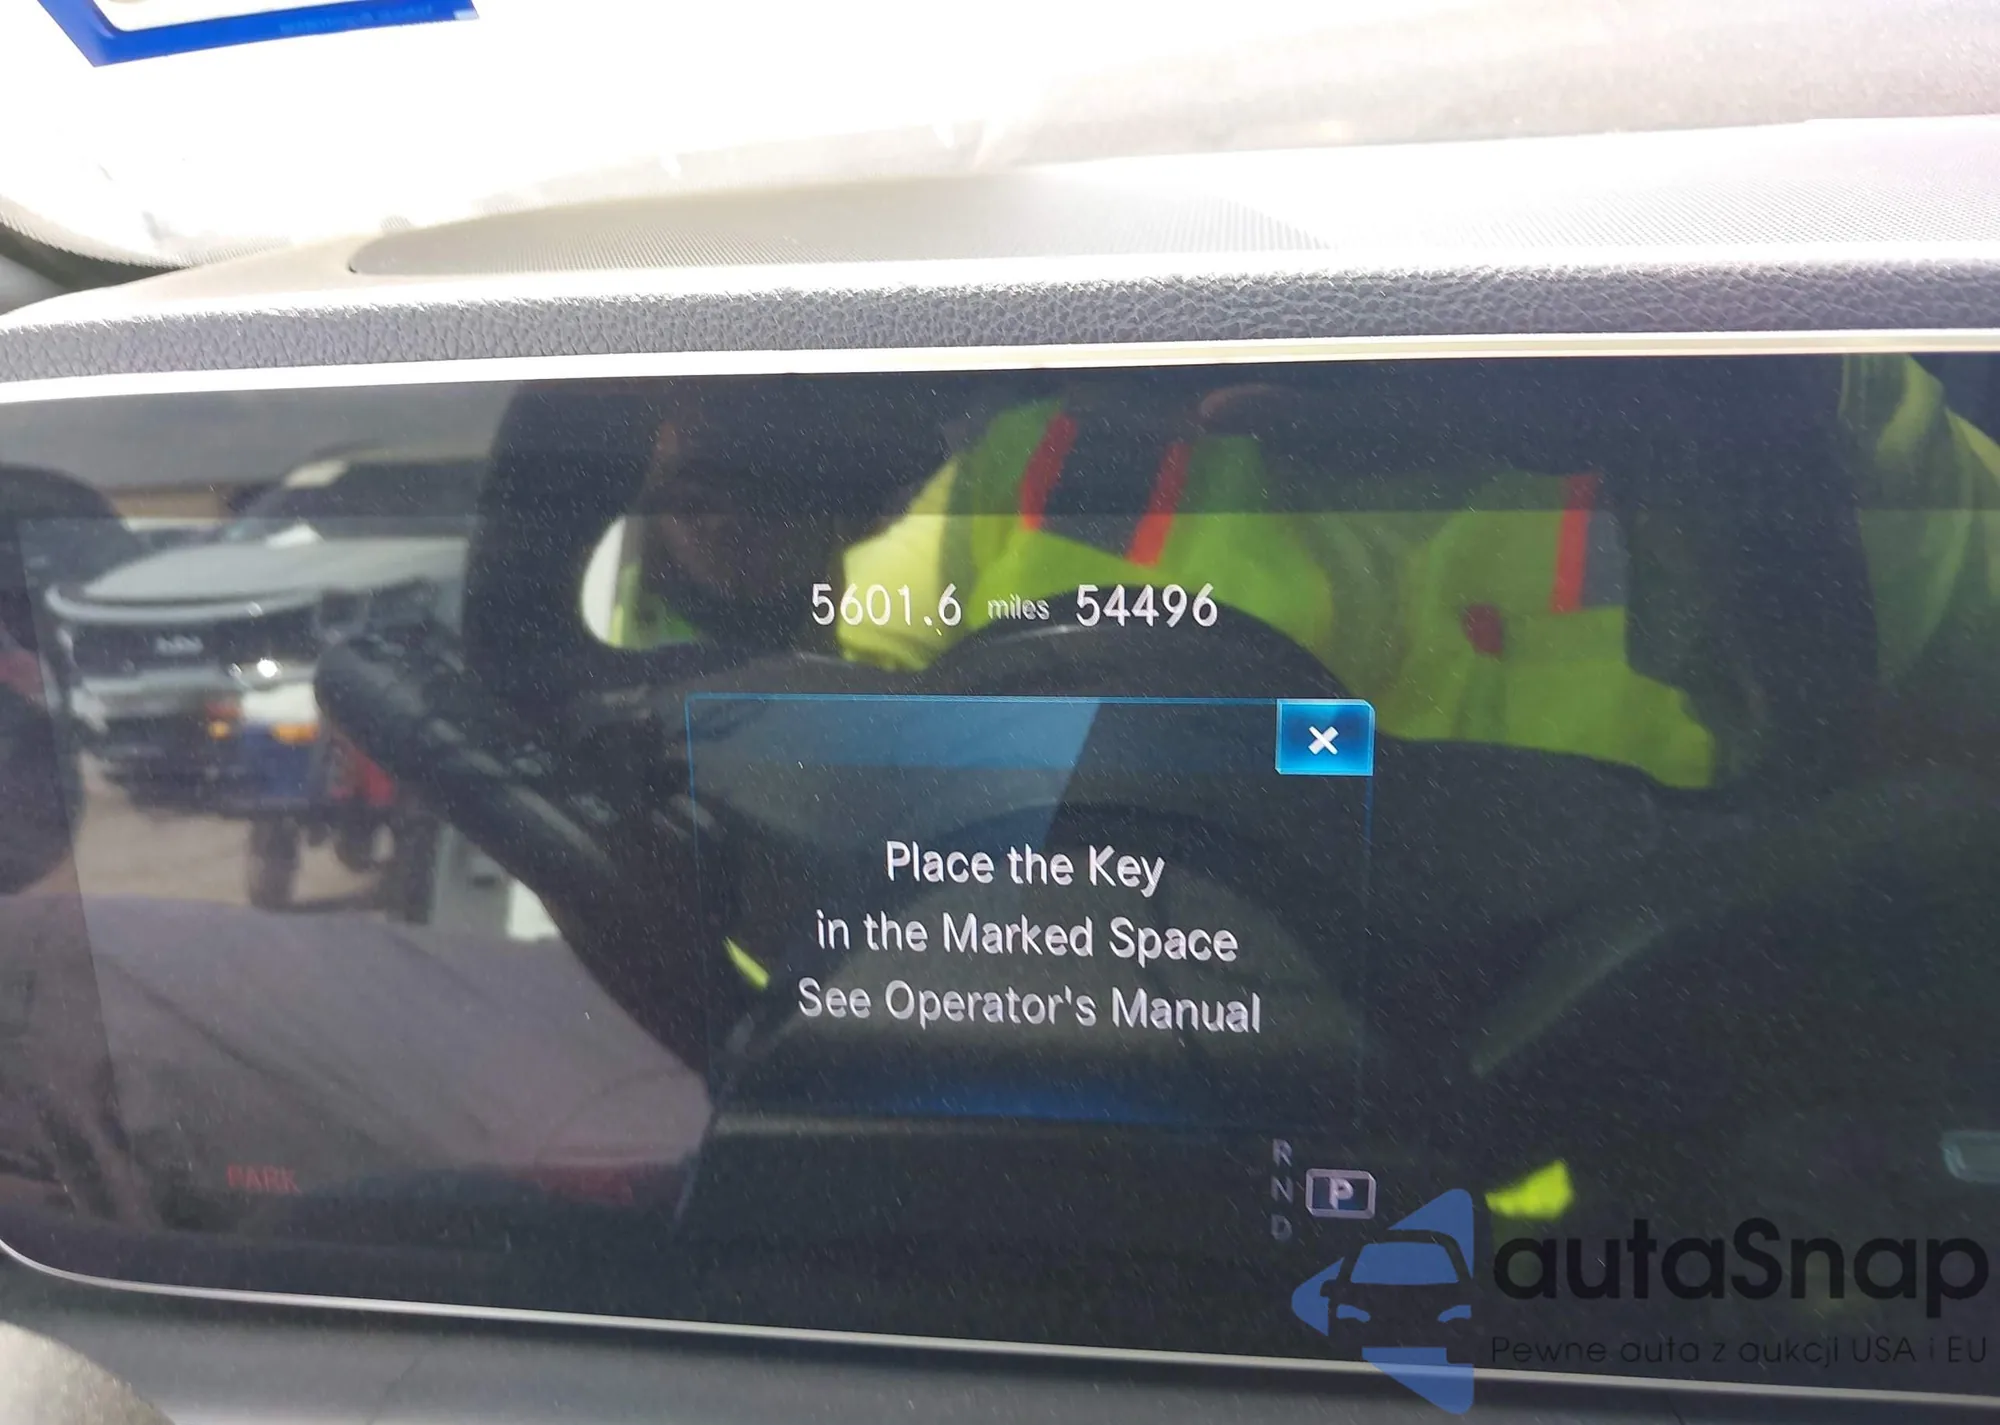 5601.6 miles 54496
×
Place the Key
in the Marked Space
See Operator's Manual
PARK
R
N P
D
autaSnap
Pewne auta z aukcji USA i EU